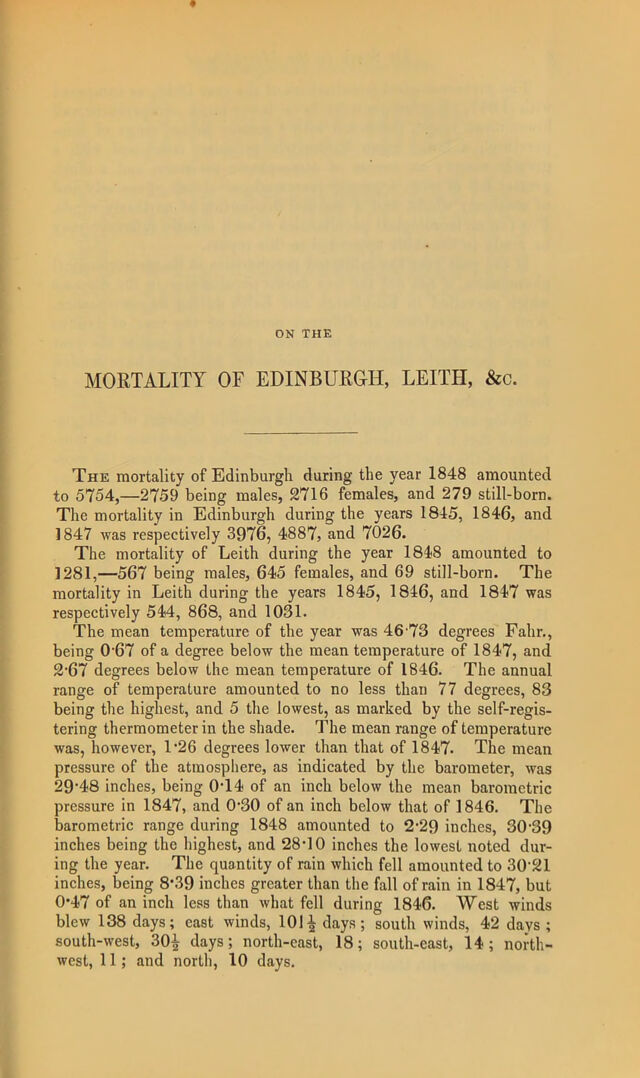 ON THE
MORTALITY OF EDINBURGH, LEITH, &c.
THE mortality of Edinburgh during the year 1848 amounted
to 5754,—2759 being males, 2716 females, and 279 still-born.
The mortality in Edinburgh during the years 1845, 1846, and
1847 was respectively 3976, 4887, and 7026.
The mortality of Leith during the year 1848 amounted to
1281,—567 being males, 645 females, and 69 still-born. The
mortality in Leith during the years 1845, 1846, and 1847 was
respectively 544, 868, and 1031.
The mean temperature of the year was 46·73 degrees Fahr.,
being 0·67 of a degree below the mean temperature of 1847, and
2·67 degrees below the mean temperature of 1846. The annual
range of temperature amounted to no less than 77 degrees, 83
being the highest, and 5 the lowest, as marked by the self-regis-
tering thermometer in the shade. The mean range of temperature
was, however, 1·26 degrees lower than that of 1847. The mean
pressure of the atmosphere, as indicated by the barometer, was
29·48 inches, being 0·14 of an inch below the mean barometric
pressure in 1847, and 0·30 of an inch below that of 1846. The
barometric range during 1848 amounted to 2·29 inches, 30·39
inches being the highest, and 28·10 inches the lowest noted dur-
ing the year. The quantity of rain which fell amounted to 30·21
inches, being 8·39 inches greater than the fall of rain in 1847, but
0·47 of an inch less than what fell during 1846. West winds
blew 138 days; east winds, 101½ days; south winds, 42 days;
south-west, 30½ days; north-east, 18; south-east, 14; north-
west, 11; and north, 10 days.